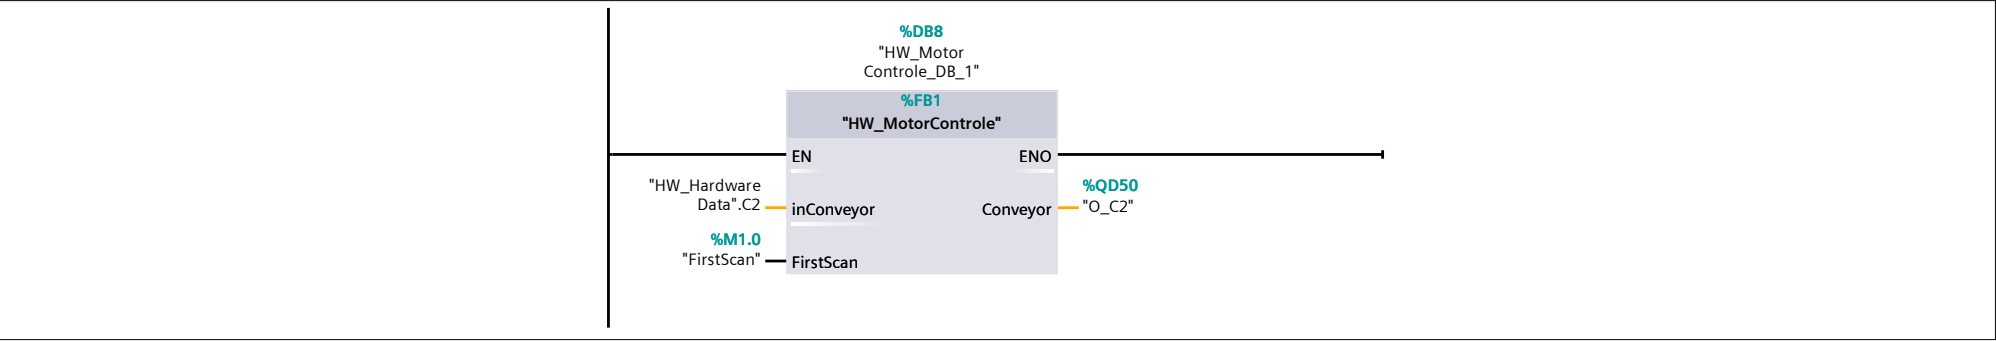 %DB8
"HW_Motor
Controle_DB_1"
%FB1
"HW_MotorControle"
EN
ENO
"HW_Hardware
Data".C2
inConveyor
Conveyor
%QD50
"O_C2"
%M1.0
"FirstScan"
FirstScan